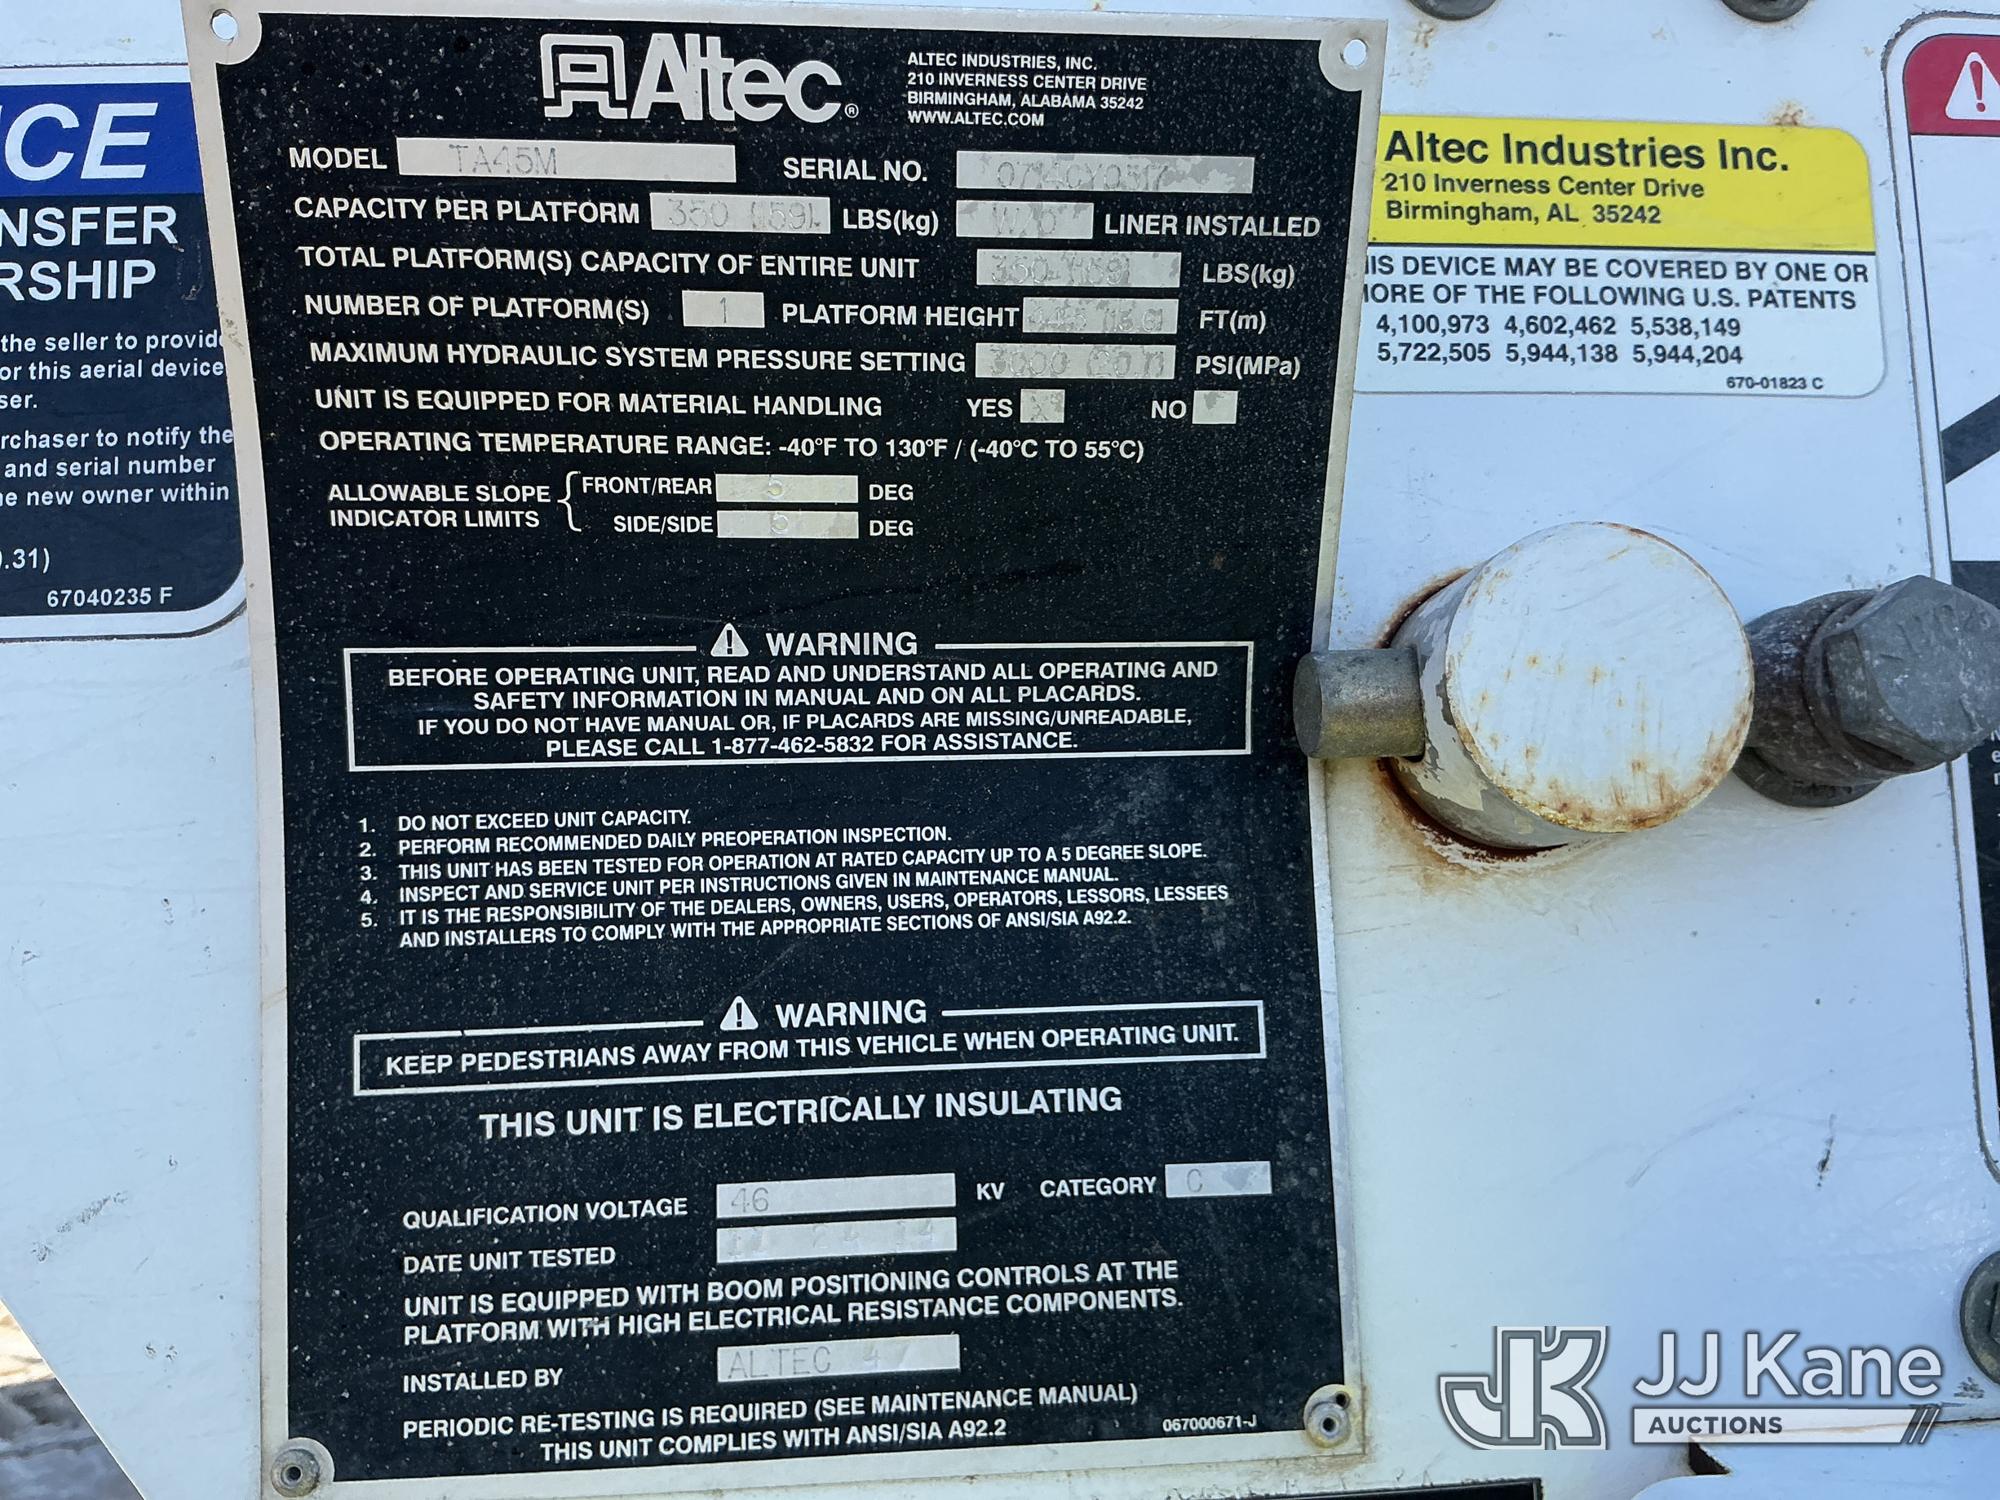 Altec®
ALTEC INDUSTRIES, INC.
210 INVERNESS CENTER DRIVE
BIRMINGHAM, ALABAMA 35242
WWW.ALTEC.COM
MODEL TA45M SERIAL NO.
CAPACITY PER PLATFORM 350 LBS(kg) W/O LINER INSTALLED
TOTAL PLATFORM(S) CAPACITY OF ENTIRE UNIT 350 LBS(kg)
NUMBER OF PLATFORM(S) 1 PLATFORM HEIGHT FT(m)
MAXIMUM HYDRAULIC SYSTEM PRESSURE SETTING 3000 PSI(MPa)
UNIT IS EQUIPPED FOR MATERIAL HANDLING YES X NO
OPERATING TEMPERATURE RANGE: -40°F TO 130°F / (-40°C TO 55°C)
ALLOWABLE SLOPE INDICATOR LIMITS
FRONT/REAR 5 DEG
SIDE/SIDE 5 DEG
WARNING
BEFORE OPERATING UNIT, READ AND UNDERSTAND ALL OPERATING AND
SAFETY INFORMATION IN MANUAL AND ON ALL PLACARDS.
IF YOU DO NOT HAVE MANUAL OR, IF PLACARDS ARE MISSING/UNREADABLE,
PLEASE CALL 1-877-462-5832 FOR ASSISTANCE.
1. DO NOT EXCEED UNIT CAPACITY.
2. PERFORM RECOMMENDED DAILY PREOPERATION INSPECTION.
3. THIS UNIT HAS BEEN TESTED FOR OPERATION AT RATED CAPACITY UP TO A 5 DEGREE SLOPE.
4. INSPECT AND SERVICE UNIT PER INSTRUCTIONS GIVEN IN MAINTENANCE MANUAL.
5. IT IS THE RESPONSIBILITY OF THE DEALERS, OWNERS, USERS, OPERATORS, LESSORS, LESSEES
AND INSTALLERS TO COMPLY WITH THE APPROPRIATE SECTIONS OF ANSI/SIA A92.2.
WARNING
KEEP PEDESTRIANS AWAY FROM THIS VEHICLE WHEN OPERATING UNIT.
THIS UNIT IS ELECTRICALLY INSULATING
QUALIFICATION VOLTAGE 46 KV CATEGORY C
DATE UNIT TESTED
UNIT IS EQUIPPED WITH BOOM POSITIONING CONTROLS AT THE
PLATFORM WITH HIGH ELECTRICAL RESISTANCE COMPONENTS.
INSTALLED BY ALTEC
PERIODIC RE-TESTING IS REQUIRED (SEE MAINTENANCE MANUAL)
THIS UNIT COMPLIES WITH ANSI/SIA A92.2
067000671-J
ICE
NSFER
RSHIP
the seller to provide
or this aerial device
ser.
rchaser to notify the
and serial number
e new owner within
.31)
67040235 F
Altec Industries Inc.
210 Inverness Center Drive
Birmingham, AL 35242
IS DEVICE MAY BE COVERED BY ONE OR
ORE OF THE FOLLOWING U.S. PATENTS
4,100,973 4,602,462 5,538,149
5,722,505 5,944,138 5,944,204
670-01823 C
JJ Kane
AUCTIONS